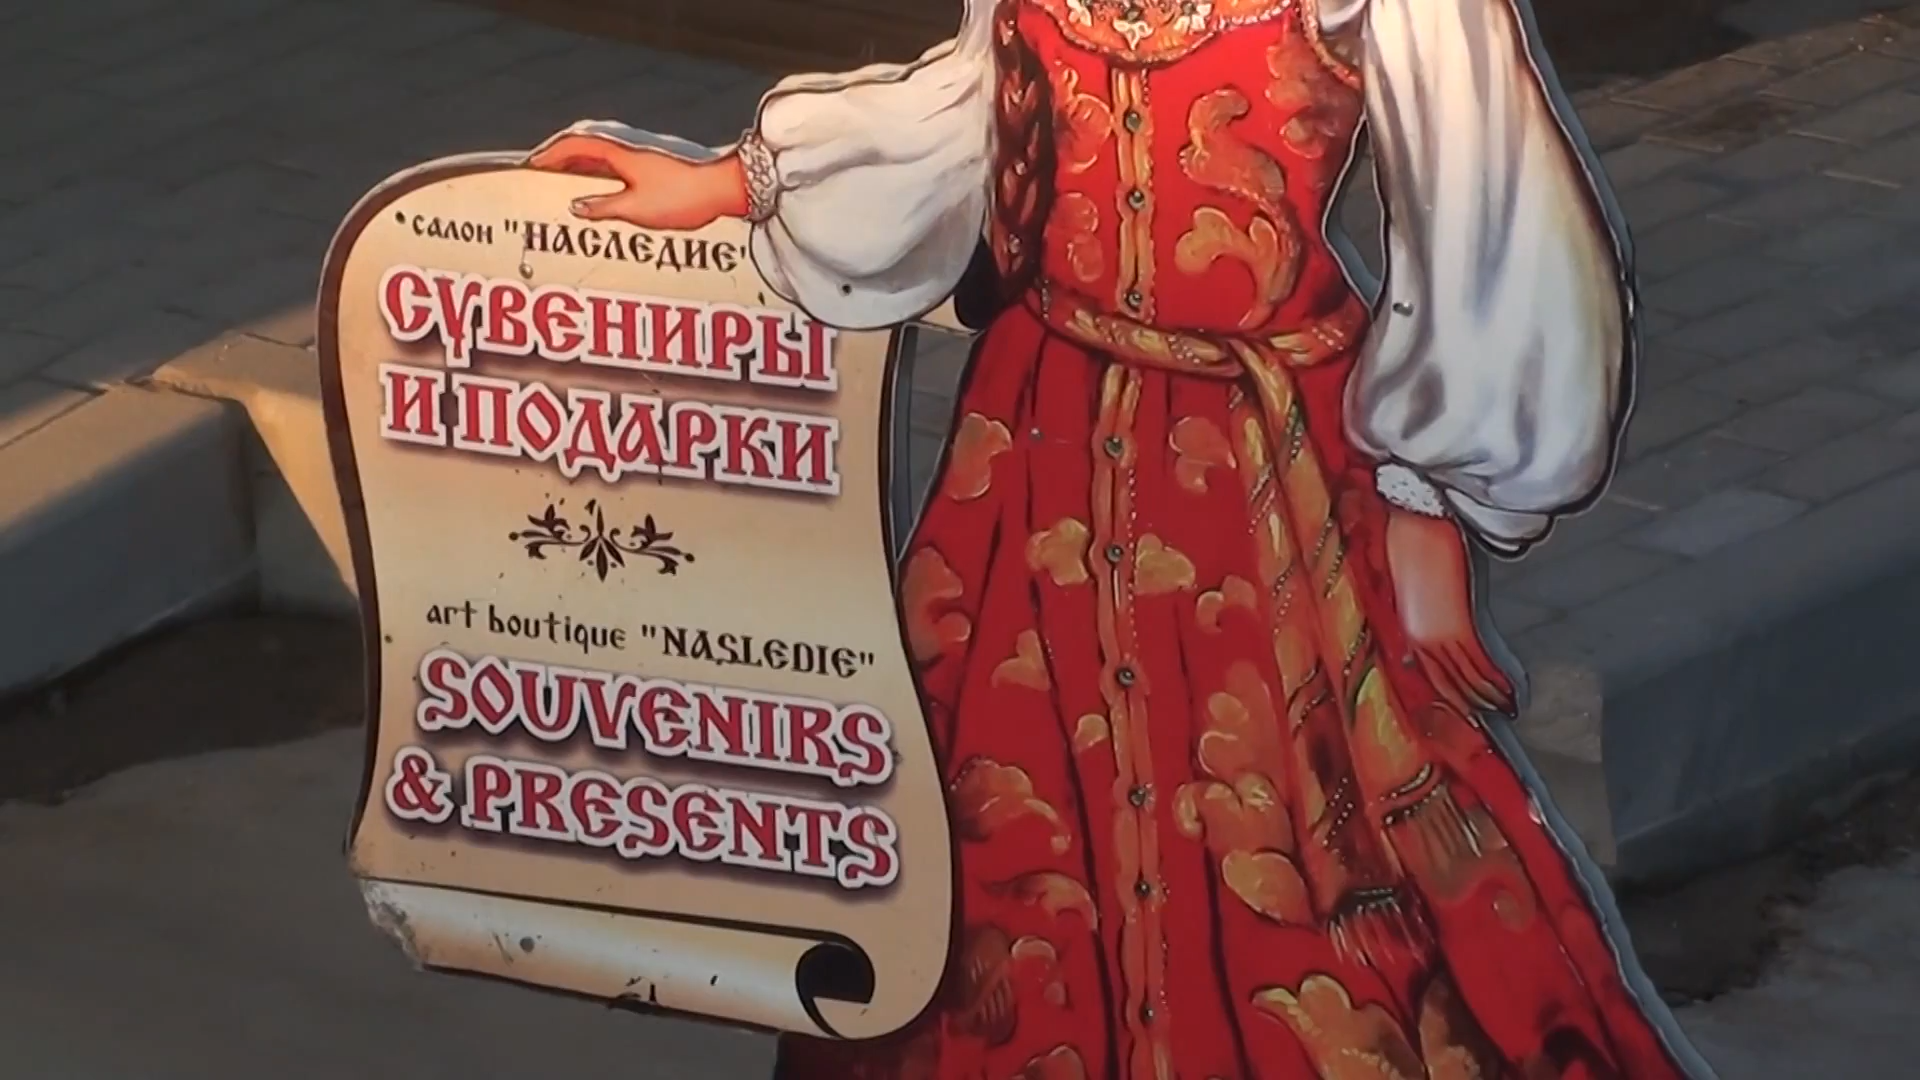 салон "НАСЛЕДИЕ"
СУВЕНИРЫ
И ПОДАРКИ
art boutique "NASLEDIE"
SOUVENIRS
& PRESENTS